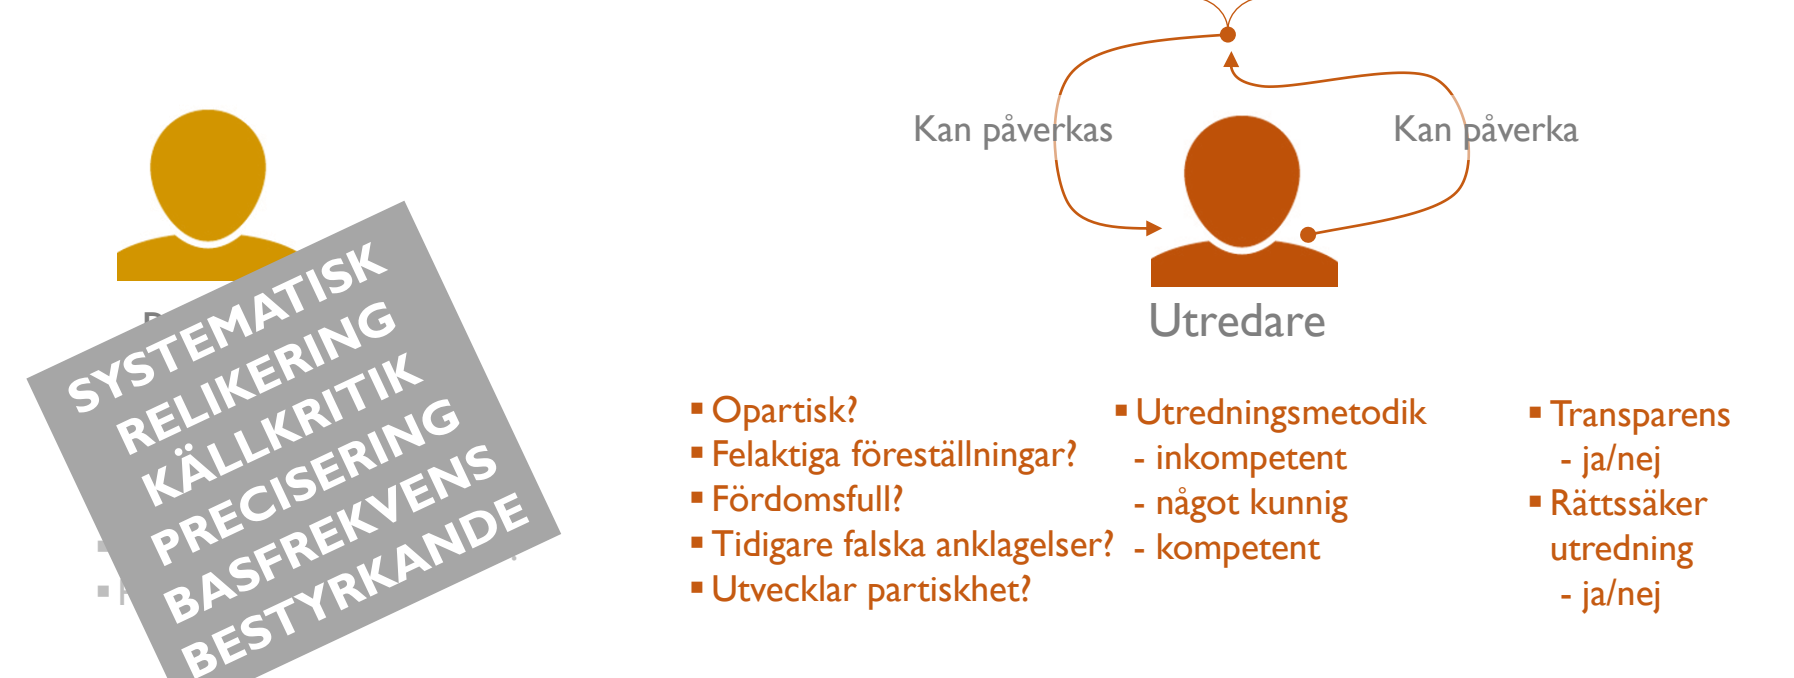 Kan påverkas
Kan påverka
Utredare
SYSTEMATISK
RELIKERING
KÄLLKRITIK
PRECISERING
BASFREKVENS
BESTYRKANDE
▪ Opartisk?
▪ Felaktiga föreställningar?
▪ Fördomsfull?
▪ Tidigare falska anklagelser?
▪ Utvecklar partiskhet?
▪ Utredningsmetodik
- inkompetent
- något kunnig
- kompetent
▪ Transparens
- ja/nej
▪ Rättssäker
utredning
- ja/nej